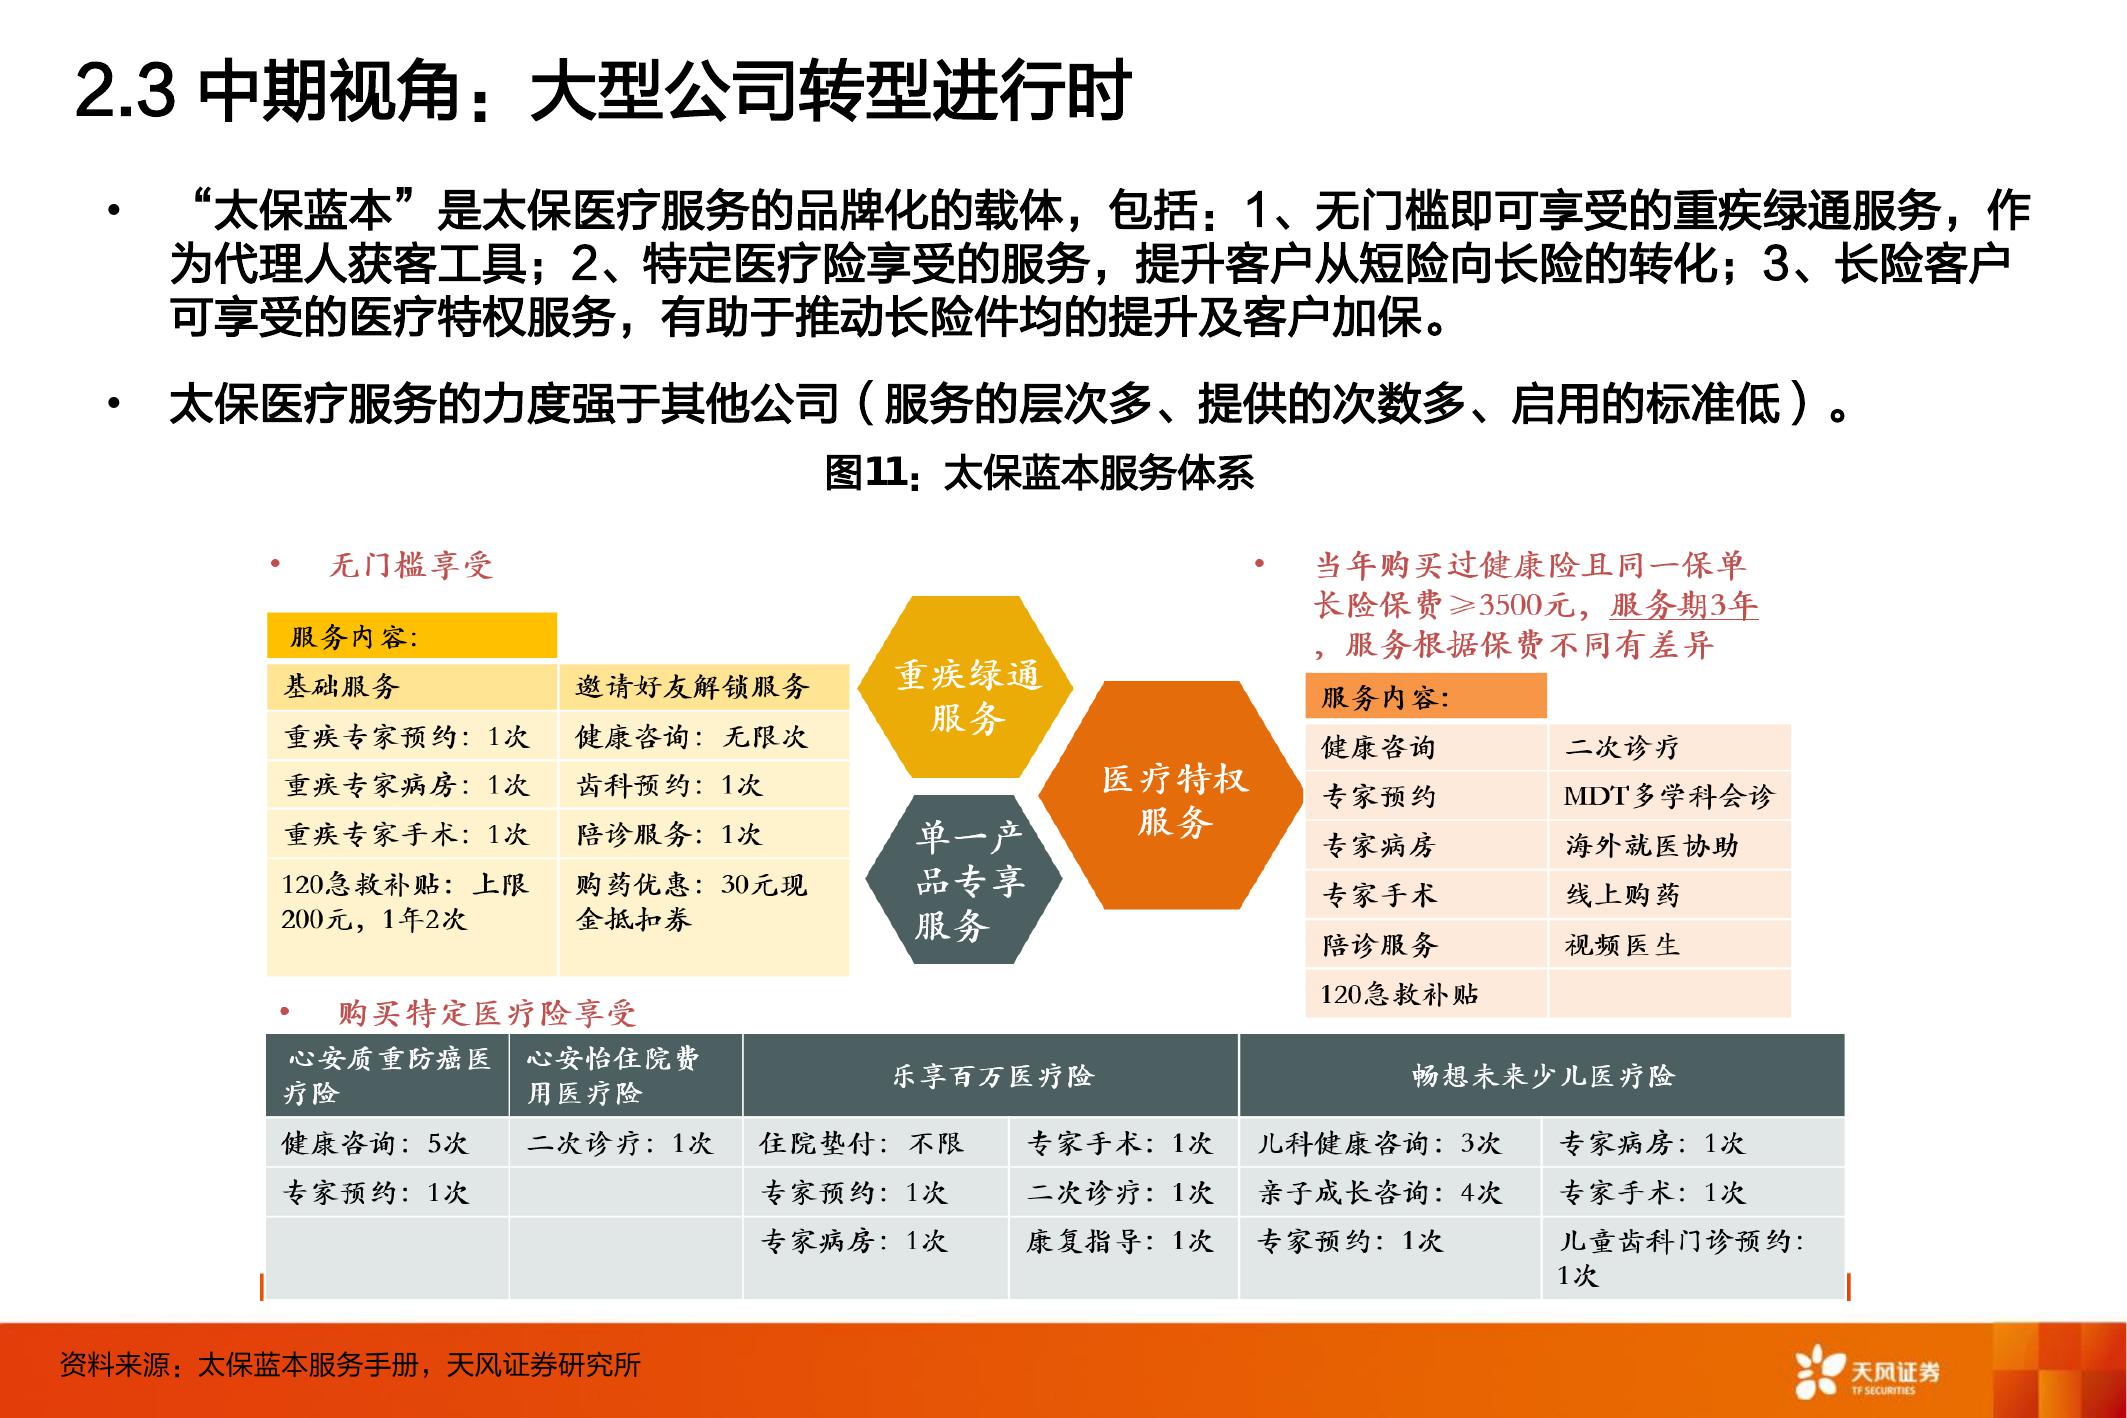 2.3 中期视角：大型公司转型进行时
• “太保蓝本”是太保医疗服务的品牌化的载体，包括：1、无门槛即可享受的重疾绿通服务，作
为代理人获客工具；2、特定医疗险享受的服务，提升客户从短险向长险的转化；3、长险客户
可享受的医疗特权服务，有助于推动长险件均的提升及客户加保。
• 太保医疗服务的力度强于其他公司（服务的层次多、提供的次数多、启用的标准低）。
图11：太保蓝本服务体系
• 无门槛享受
服务内容：
基础服务 邀请好友解锁服务
重疾专家预约：1次 健康咨询：无限次
重疾专家病房：1次 齿科预约：1次
重疾专家手术：1次 陪诊服务：1次
120急救补贴：上限 购药优惠：30元现
200元，1年2次 金抵扣券
重疾绿通
服务
医疗特权
服务
单一产
品专享
服务
• 当年购买过健康险且同一保单
长险保费≥3500元，服务期3年
，服务根据保费不同有差异
服务内容：
健康咨询 二次诊疗
专家预约 MDT多学科会诊
专家病房 海外就医协助
专家手术 线上购药
陪诊服务 视频医生
120急救补贴
• 购买特定医疗险享受
心安质重防癌医
疗险
心安怡住院费
用医疗险
乐享百万医疗险
畅想未来少儿医疗险
健康咨询：5次 二次诊疗：1次 住院垫付：不限 专家手术：1次 儿科健康咨询：3次 专家病房：1次
专家预约：1次 专家预约：1次 二次诊疗：1次 亲子成长咨询：4次 专家手术：1次
专家病房：1次 康复指导：1次 专家预约：1次 儿童齿科门诊预约：
1次
资料来源：太保蓝本服务手册，天风证券研究所
天风证券
TF SECURITIES